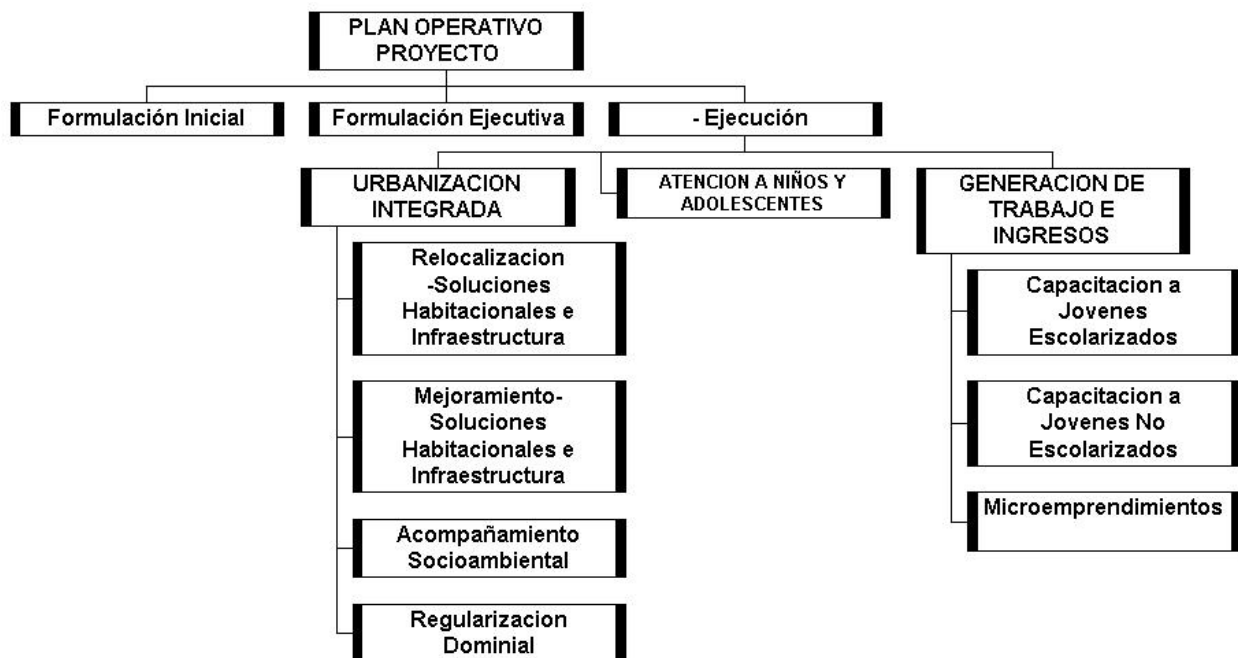 PLAN OPERATIVO
PROYECTO
Formulación Inicial
Formulación Ejecutiva
- Ejecución
URBANIZACION
INTEGRADA
ATENCION A NIÑOS Y
ADOLESCENTES
GENERACION DE
TRABAJO E
INGRESOS
Relocalizacion
-Soluciones
Habitacionales e
Infraestructura
Mejoramiento-
Soluciones
Habitacionales e
Infraestructura
Acompañamiento
Socioambiental
Regularizacion
Dominial
Capacitacion a
Jovenes
Escolarizados
Capacitacion a
Jovenes No
Escolarizados
Microemprendimientos